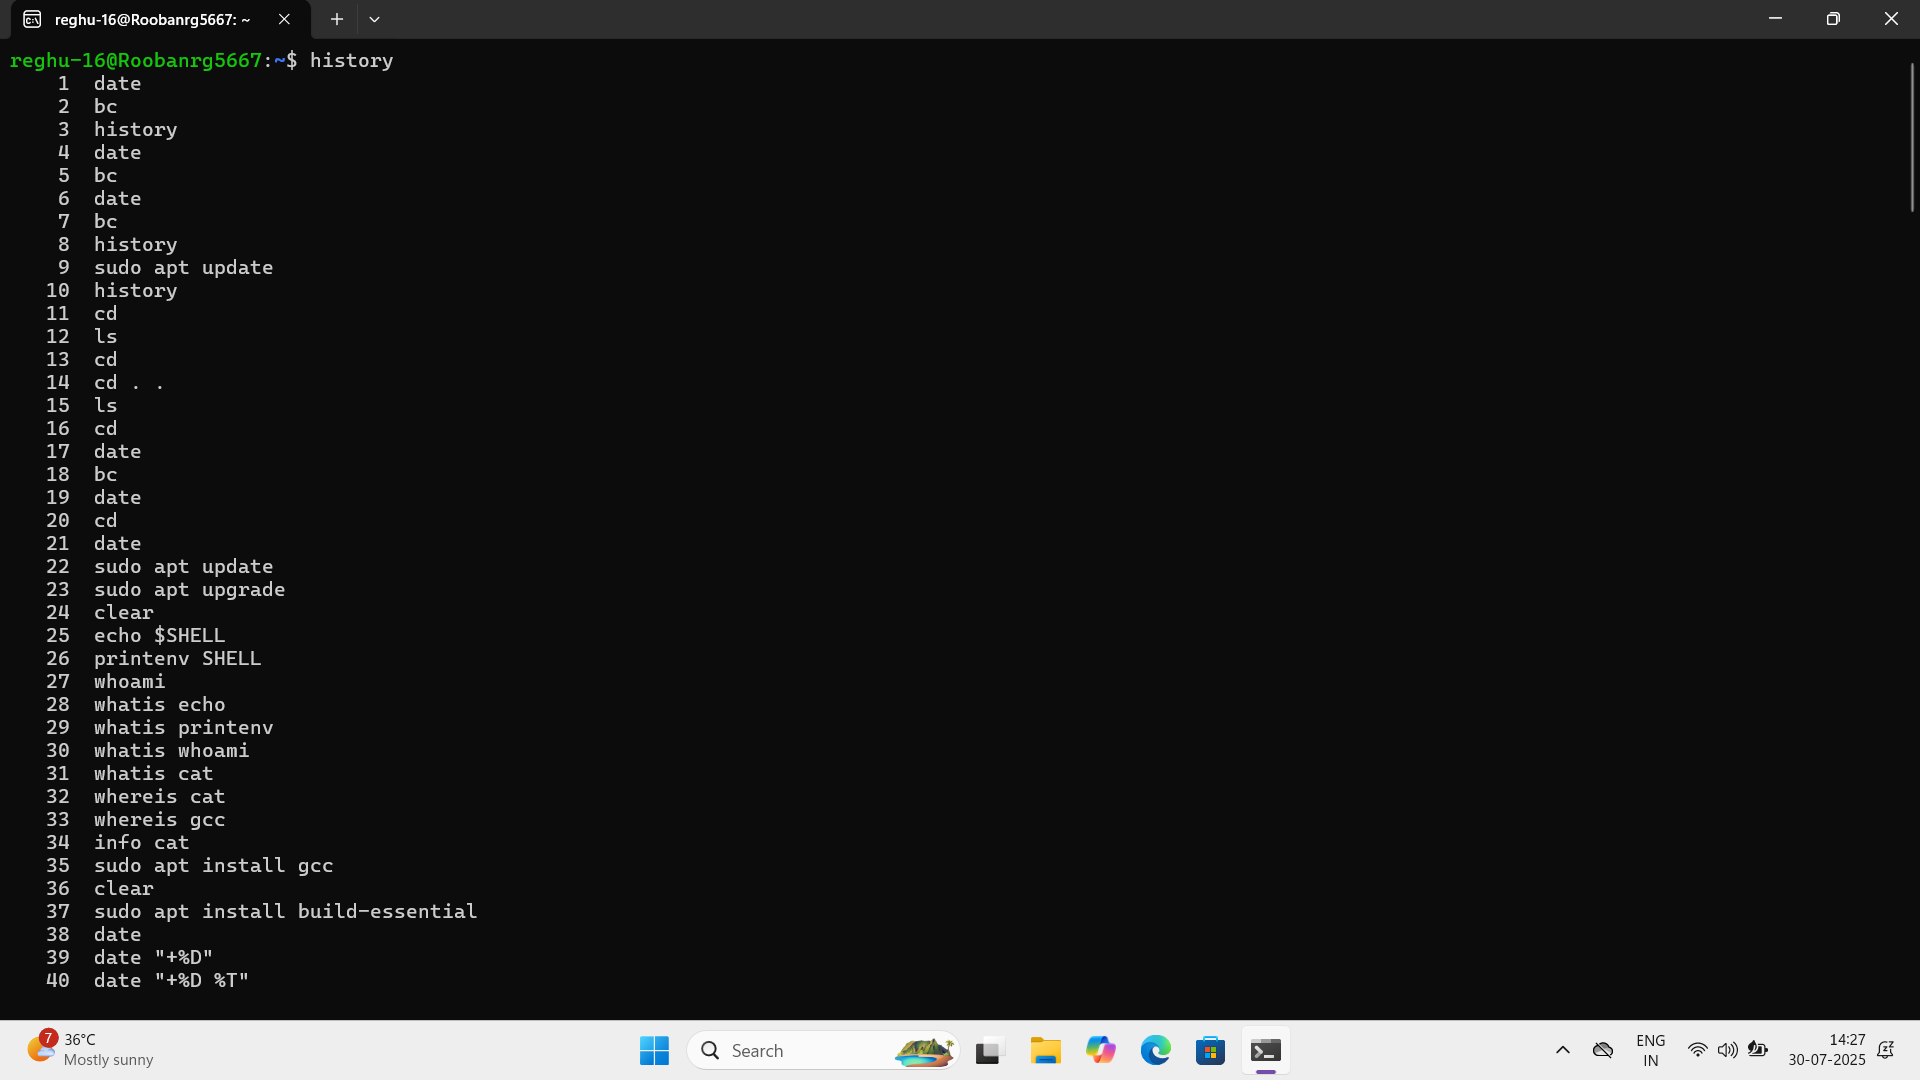 reghu-16@Roobanrg5667: ~
reghu-16@Roobanrg5667:~$ history
1 date
2 bc
3 history
4 date
5 bc
6 date
7 bc
8 history
9 sudo apt update
10 history
11 cd
12 ls
13 cd
14 cd . .
15 ls
16 cd
17 date
18 bc
19 date
20 cd
21 date
22 sudo apt update
23 sudo apt upgrade
24 clear
25 echo $SHELL
26 printenv SHELL
27 whoami
28 whatis echo
29 whatis printenv
30 whatis whoami
31 whatis cat
32 whereis cat
33 whereis gcc
34 info cat
35 sudo apt install gcc
36 clear
37 sudo apt install build-essential
38 date
39 date "+%D"
40 date "+%D %T"
7
36°C
Mostly sunny
Search
ENG
IN
14:27
30-07-2025